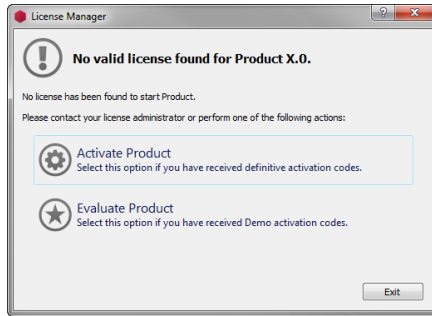 License Manager
No valid license found for Product X.0.
No license has been found to start Product.
Please contact your license administrator or perform one of the following actions:
Activate Product
Select this option if you have received definitive activation codes.
Evaluate Product
Select this option if you have received Demo activation codes.
Exit